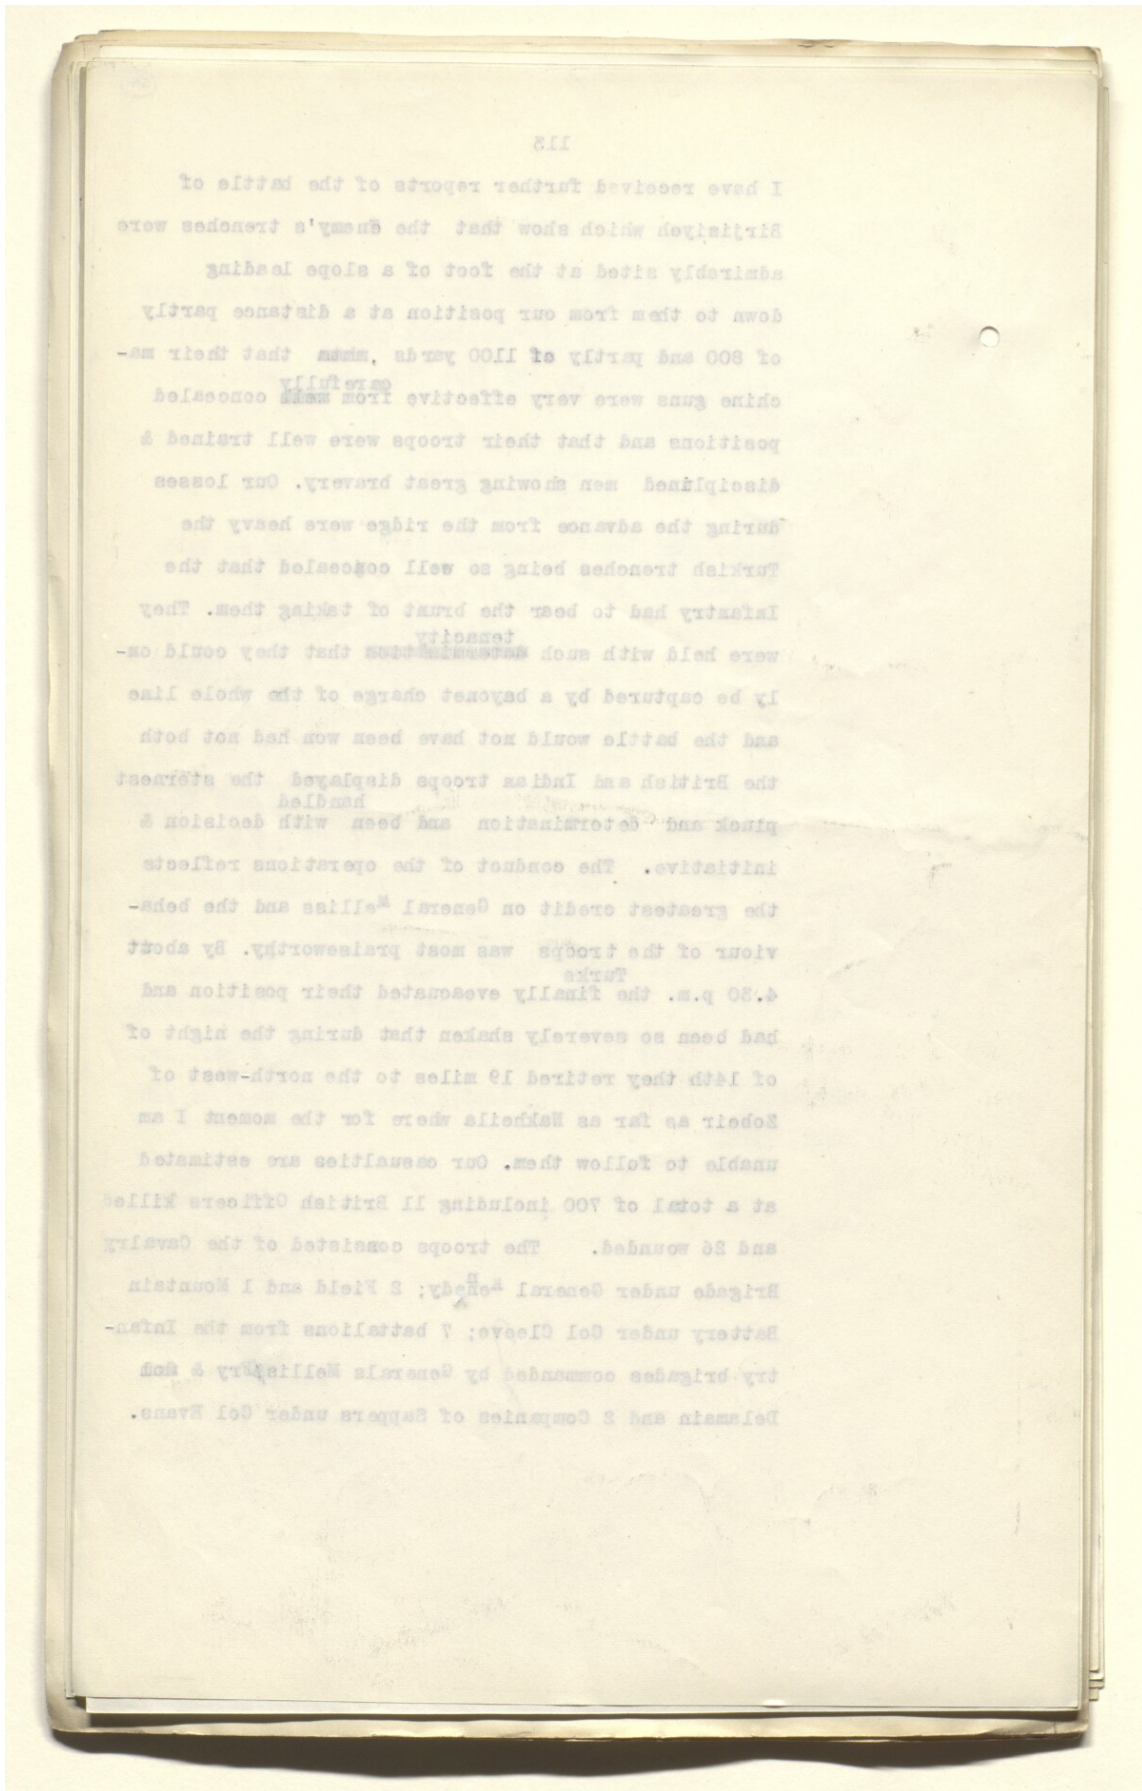 113
I have received further reports of the battle of
Birjisiyeh which show that the Enemy's trenches were
admirably sited at the foot of a slope leading
down to them from our position at a distance partly
of 800 and partly of 1100 yards, that their ma-
carefully
chine guns were very effective from concealed
positions and that their troops were well trained &
disciplined men showing great bravery. Our losses
during the advance from the ridge were heavy the
Turkish trenches being so well concealed that the
Infantry had to bear the brunt of taking them. They
tenacity
were held with such determination that they could on-
ly be captured by a bayonet charge of the whole line
and the battle would not have been won had not both
the British and Indian troops displayed the sternest
handled
pluck and determination and been with decision &
initiative. The conduct of the operations reflects
the greatest credit on General Melliss and the beha-
viour of the troops was most praiseworthy. By about
Turks
4.30 p.m. the finally eveacuated their position and
had been so severely shaken that during the night of
of 14th they retired 19 miles to the north-west of
Zobeir as far as Nakheila where for the moment I am
unable to follow them. Our casualties are estimated
at a total of 700 including 11 British Officers killed
and 26 wounded. The troops consisted of the Cavalry
n
Brigade under General Kenedy; 2 Field and 1 Mountain
Battery under Col Cleeve; 7 battalions from the Infan-
try brigades commanded by Generals Melliss, Fry &
Delamain and 2 Companies of Sappers under Col Evans.